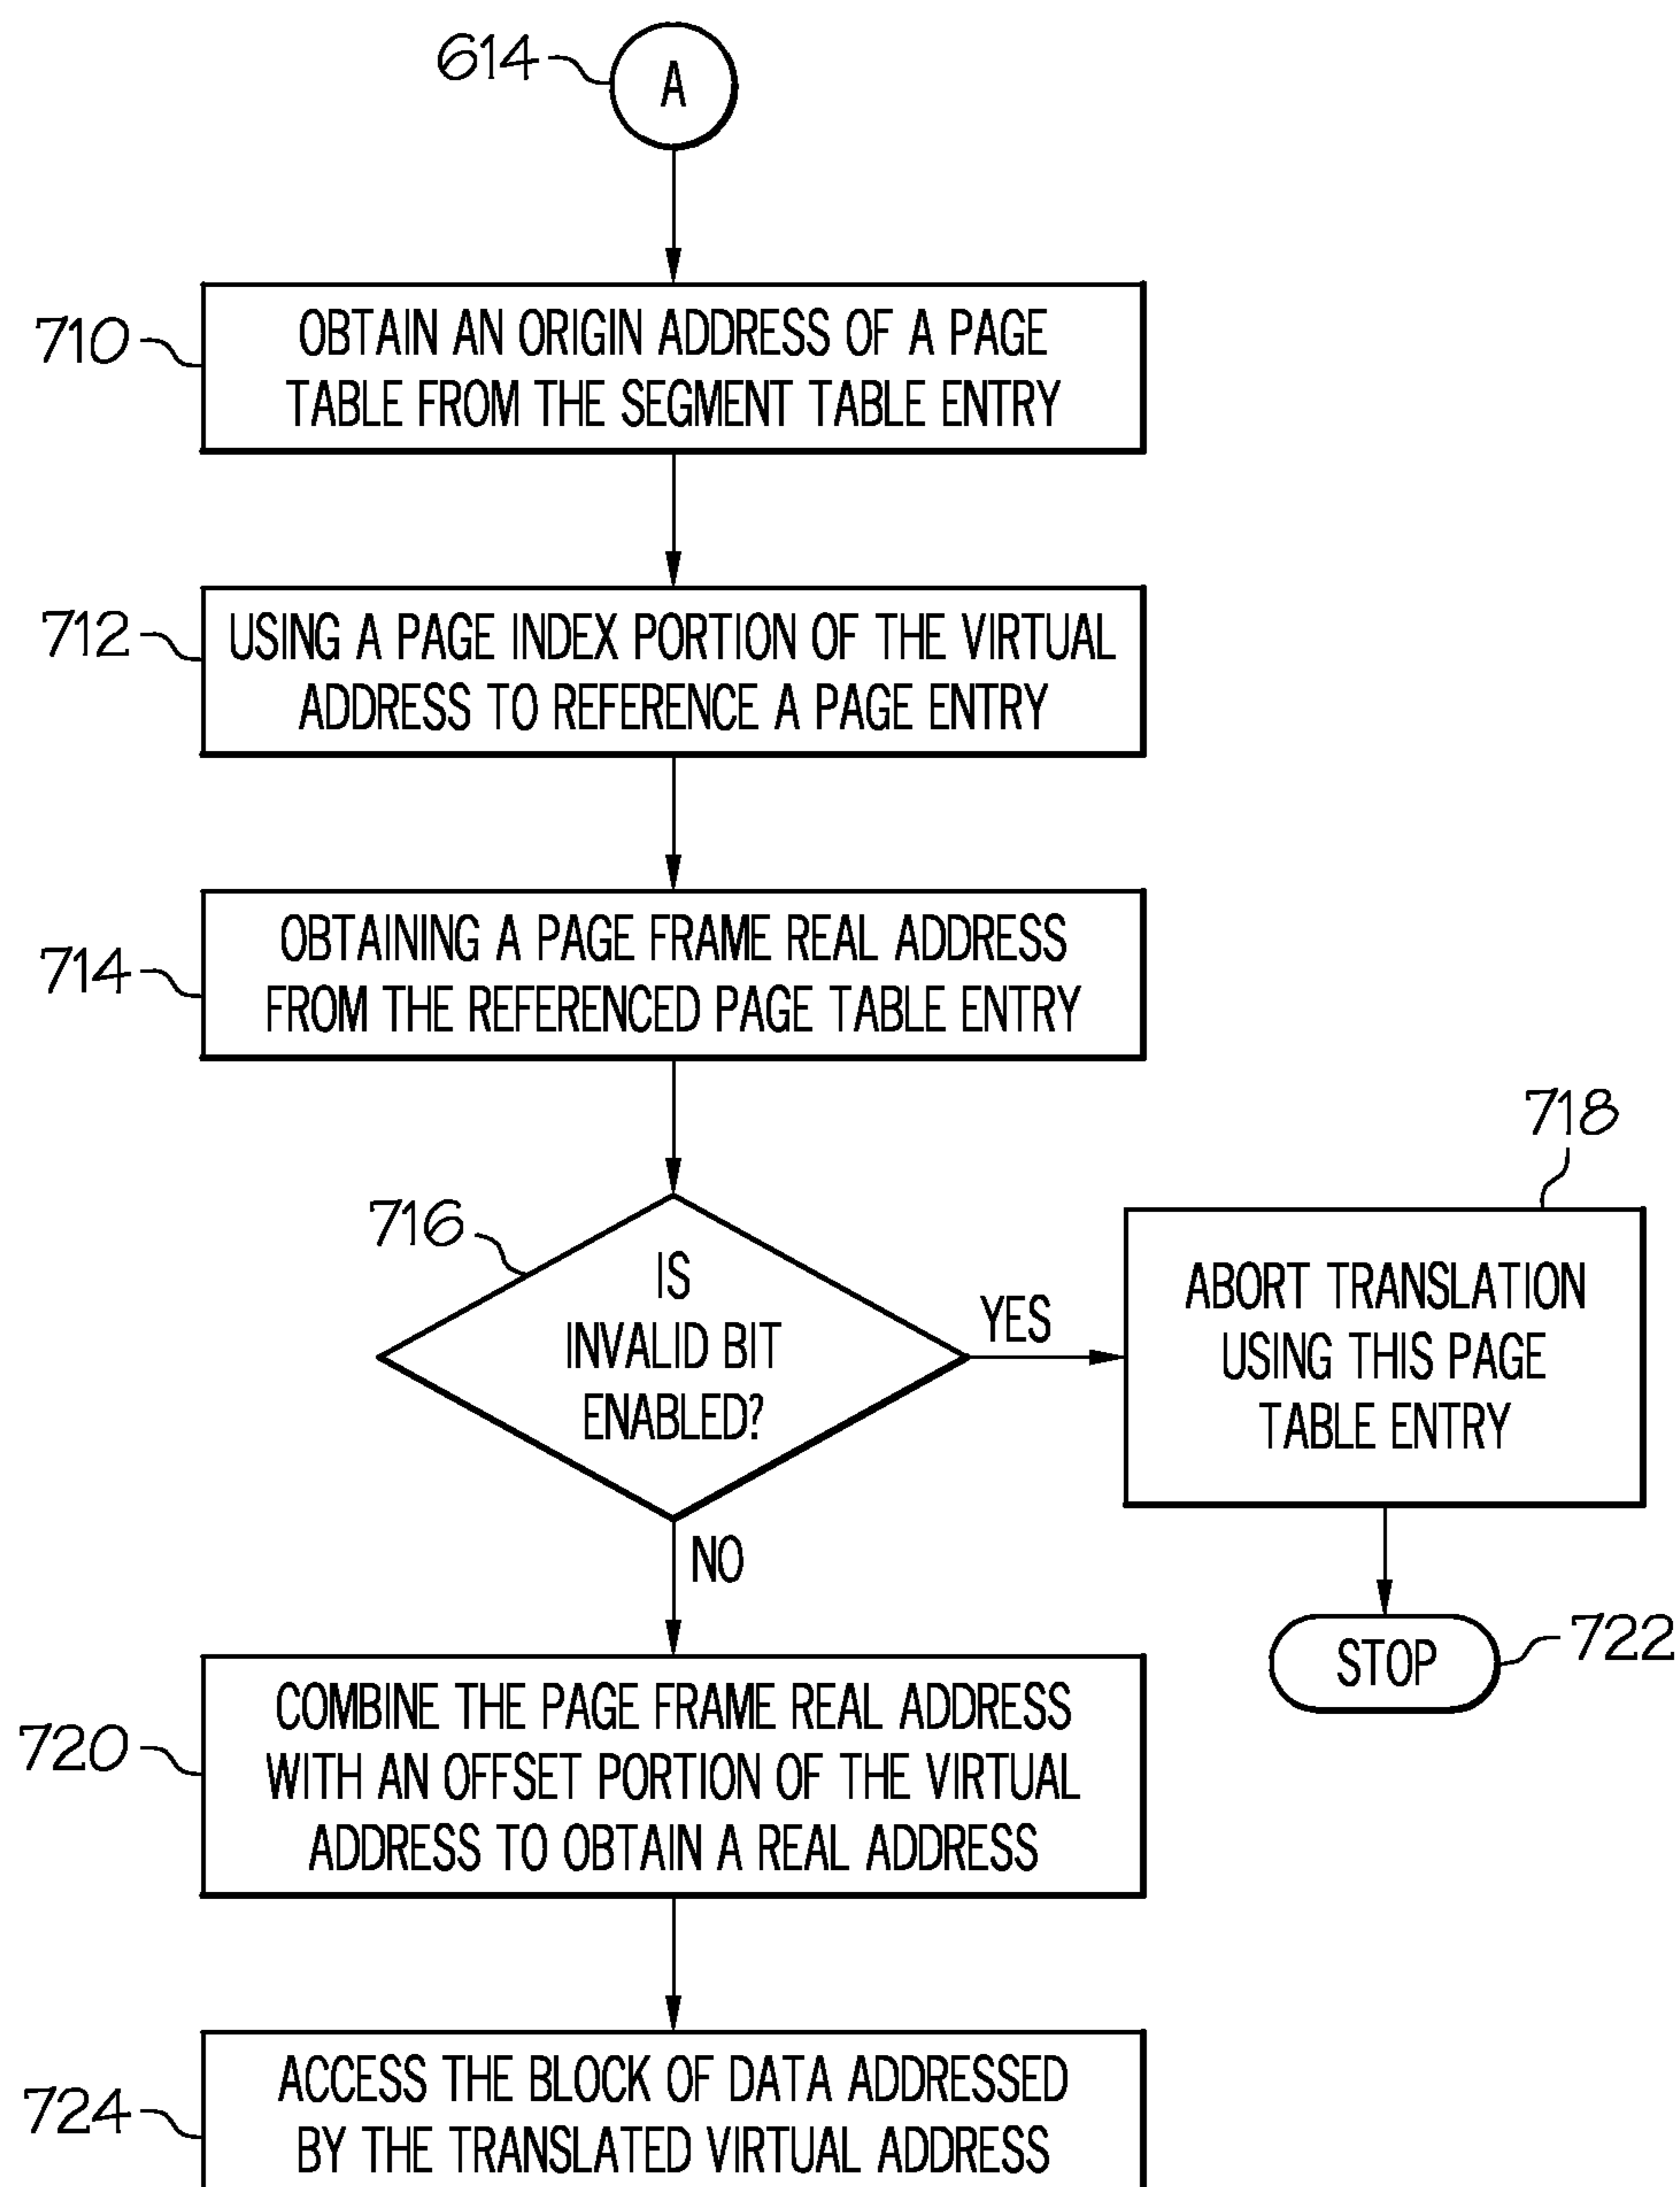 614
A
710
OBTAIN AN ORIGIN ADDRESS OF A PAGE
TABLE FROM THE SEGMENT TABLE ENTRY
712
USING A PAGE INDEX PORTION OF THE VIRTUAL
ADDRESS TO REFERENCE A PAGE ENTRY
714
OBTAINING A PAGE FRAME REAL ADDRESS
FROM THE REFERENCED PAGE TABLE ENTRY
716
IS
INVALID BIT
ENABLED?
YES
718
ABORT TRANSLATION
USING THIS PAGE
TABLE ENTRY
NO
STOP
722
720
COMBINE THE PAGE FRAME REAL ADDRESS
WITH AN OFFSET PORTION OF THE VIRTUAL
ADDRESS TO OBTAIN A REAL ADDRESS
724
ACCESS THE BLOCK OF DATA ADDRESSED
BY THE TRANSLATED VIRTUAL ADDRESS